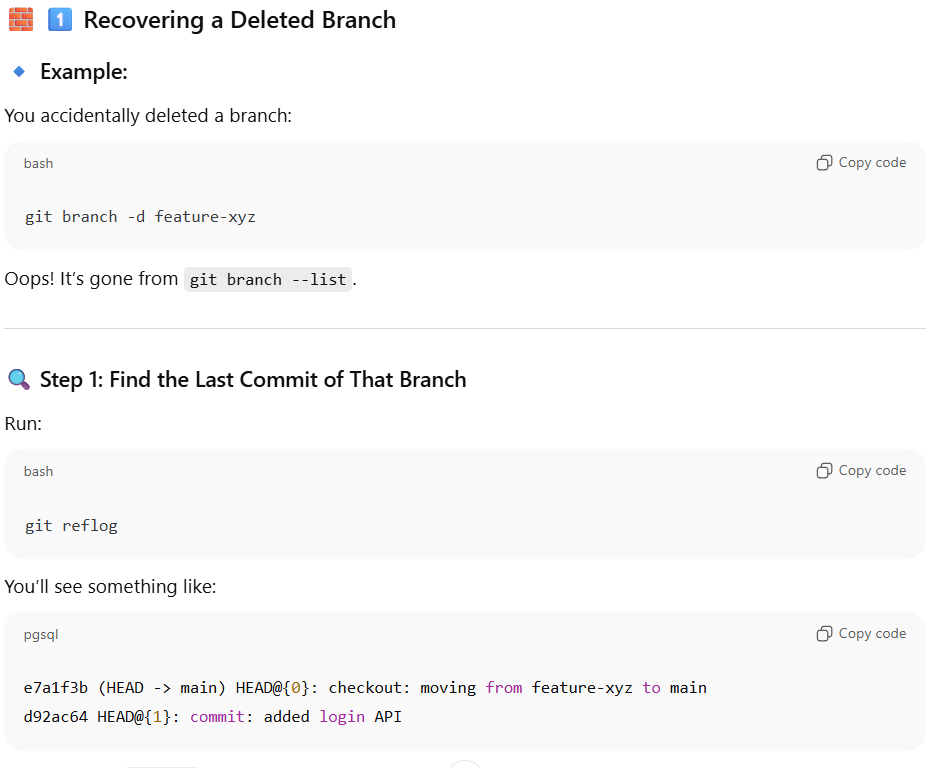 🧱 1️⃣ Recovering a Deleted Branch
🔹 Example:
You accidentally deleted a branch:
bash
Copy code
git branch -d feature-xyz
Oops! It’s gone from git branch --list.
🔍 Step 1: Find the Last Commit of That Branch
Run:
bash
Copy code
git reflog
You’ll see something like:
pgsql
Copy code
e7a1f3b (HEAD -> main) HEAD@{0}: checkout: moving from feature-xyz to main
d92ac64 HEAD@{1}: commit: added login API